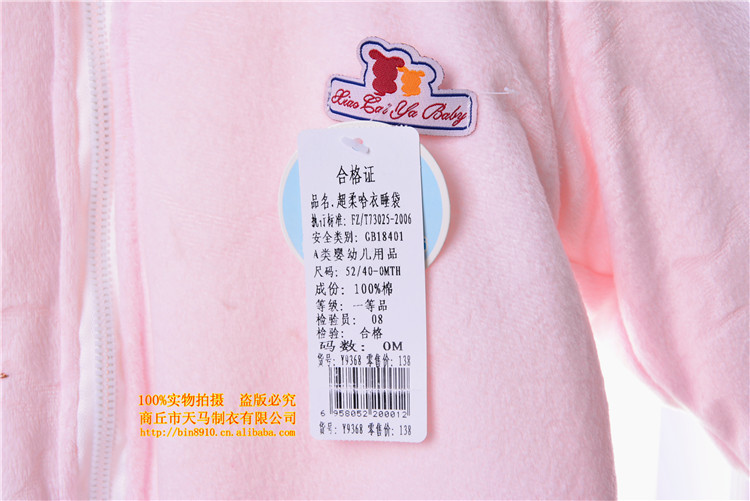 Xiao Cai Ya Baby
合格证
品名.超柔哈衣睡袋
执行标准: FZ/T73025-2006
安全类别: GB18401
A类婴幼儿用品
尺码: 52/40-0MTH
成份: 100%棉
等级: 一等品
检验员: 08
检验: 合格
码数: 0M
货号: Y9368 零售价: 138
6 958052 200012
货号: Y9368 零售价: 138
100%实物拍摄 盗版必究
商丘市天马制衣有限公司
http://bin8910.cn.alibaba.com